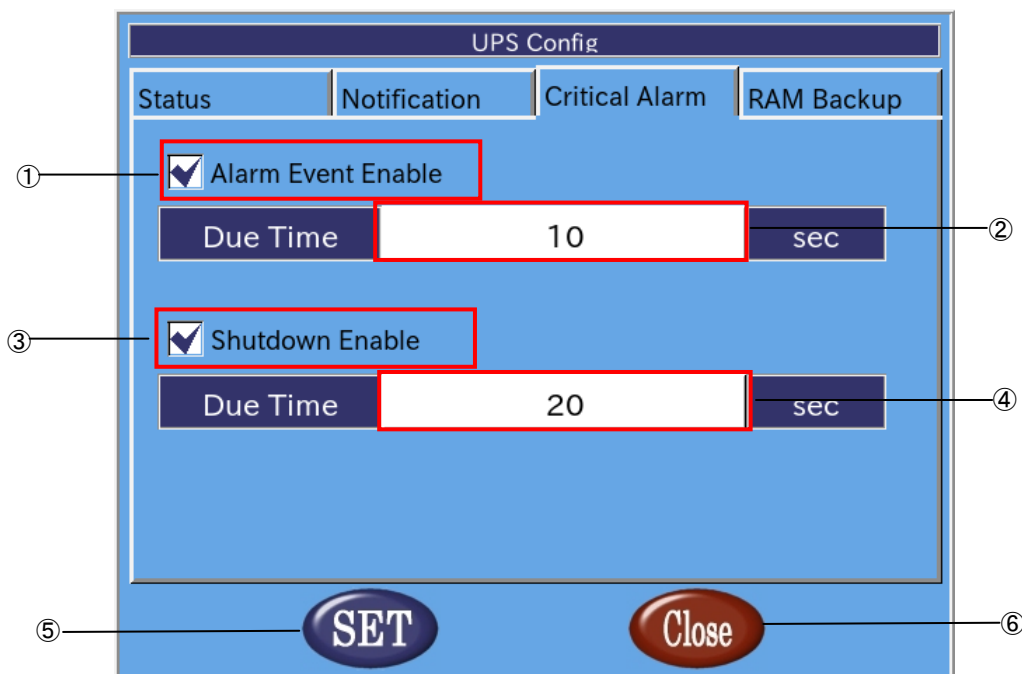 UPS Config
Status Notification Critical Alarm RAM Backup
① Alarm Event Enable
Due Time 10 sec ②
③ Shutdown Enable
Due Time 20 sec ④
⑤ SET Close ⑥